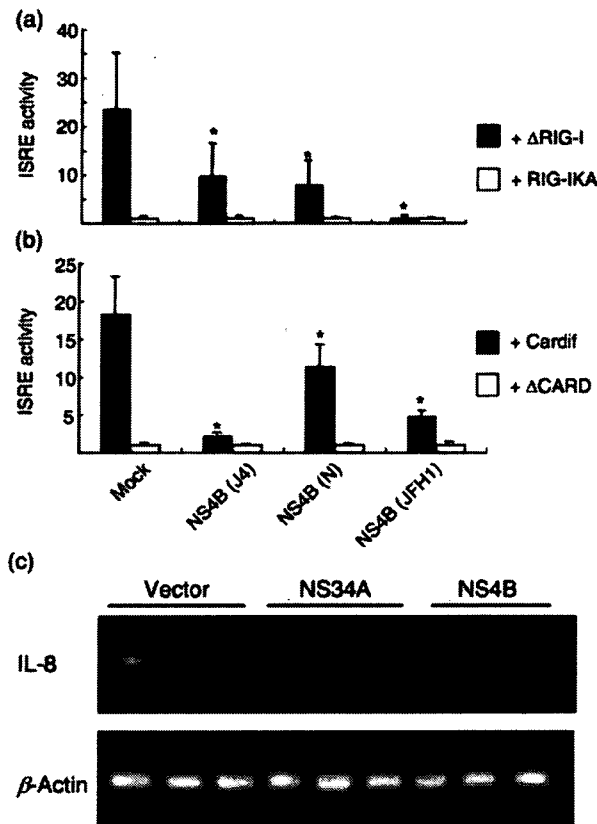 (a)
ISRE activity
40
30
20
10
+ ΔRIG-I
+ RIG-IKA
* * *
(b)
ISRE activity
25
20
15
10
5
+ Cardif
+ ΔCARD
* * *
Mock
NS4B (J4)
NS4B (N)
NS4B (JFH1)
(c)
Vector NS34A NS4B
IL-8
β-Actin